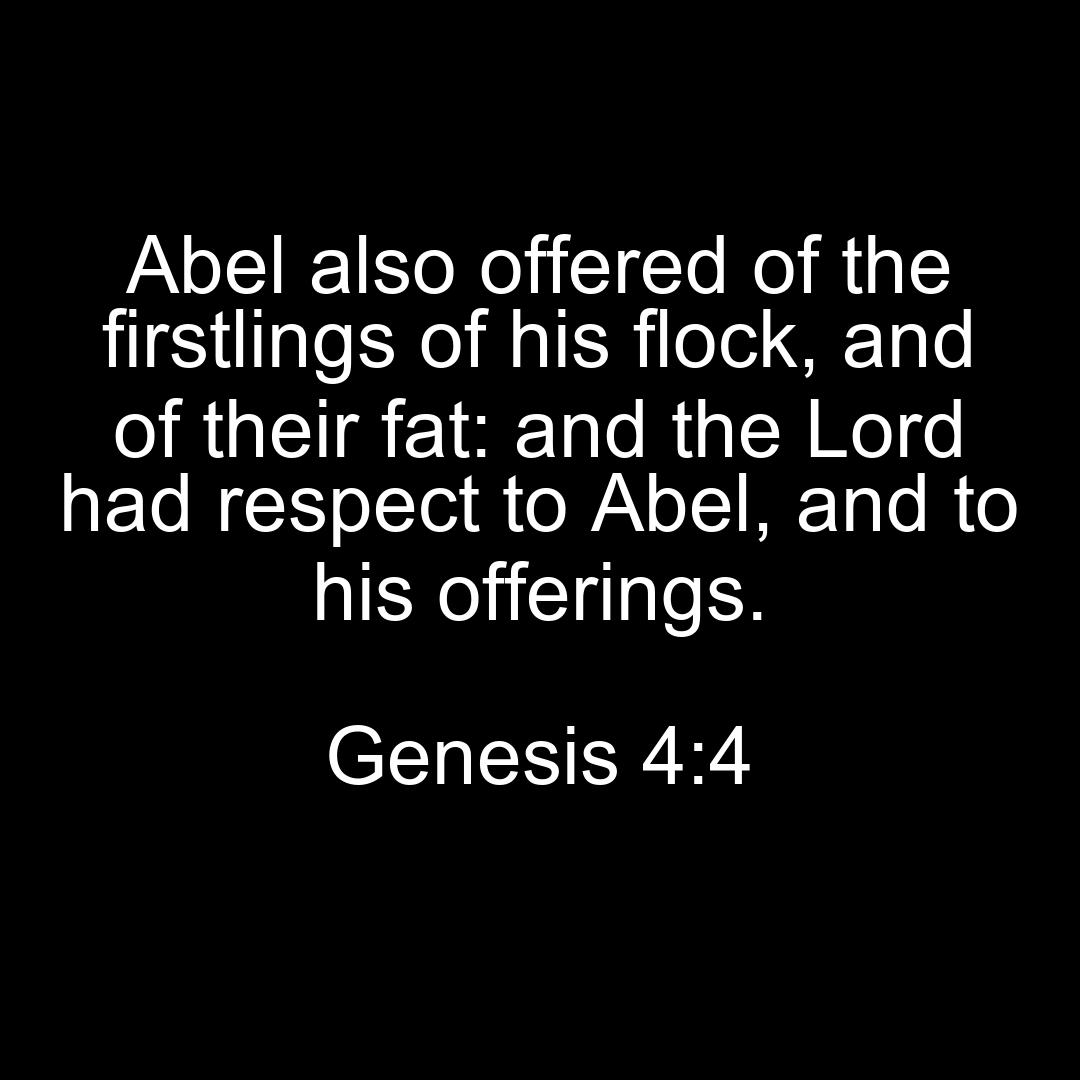 Abel also offered of the
firstlings of his flock, and
of their fat: and the Lord
had respect to Abel, and to
his offerings.
Genesis 4:4